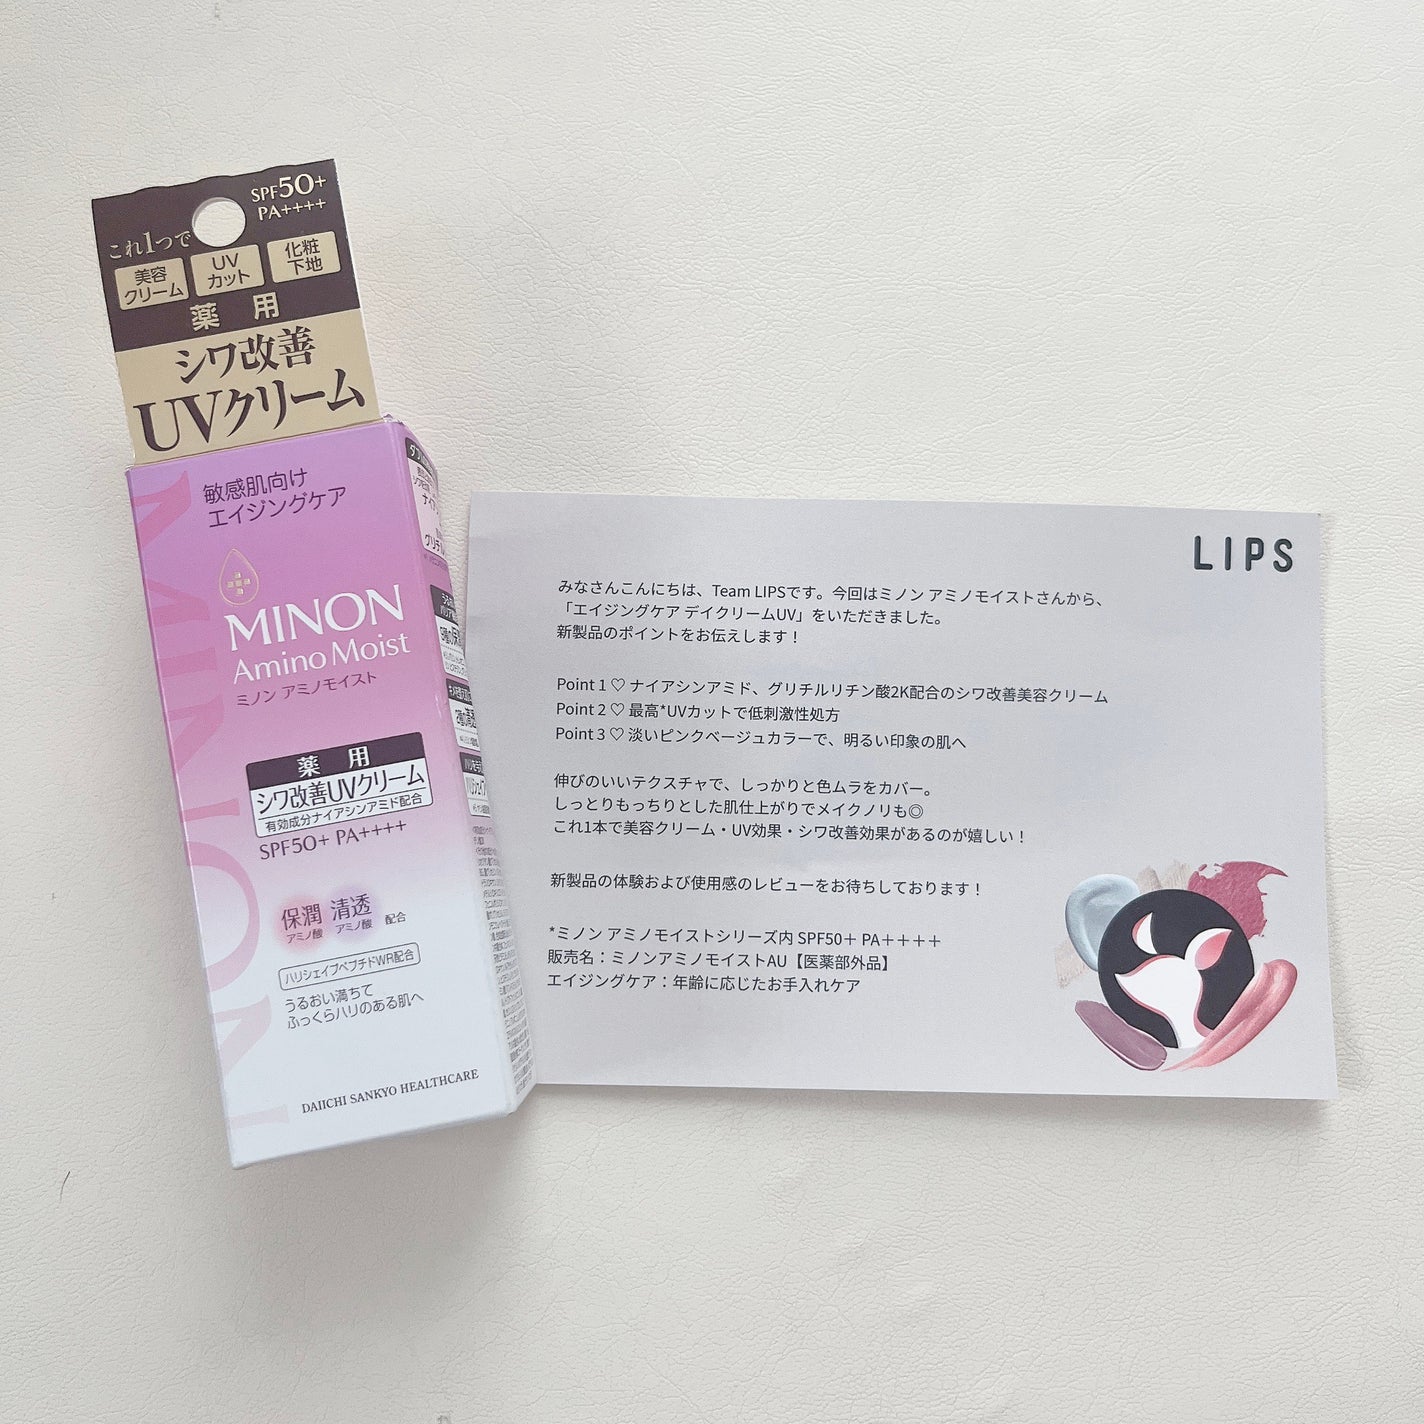 SPF50+
PA++++
これ1つで
美容
クリーム
UV
カット
化粧
下地
薬用
シワ改善
UVクリーム
敏感肌向け
エイジングケア
MINON
Amino Moist
ミノン アミノモイスト
薬用
シワ改善UVクリーム
有効成分ナイアシンアミド配合
SPF50+ PA++++
保潤 清透 配合
アミノ酸 アミノ酸
ハリシェイプペプチドWR配合
うるおい満ちて
ふっくらハリのある肌へ
DAIICHI SANKYO HEALTHCARE
MINON
LIPS
みなさんこんにちは、Team LIPSです。今回はミノン アミノモイストさんから、
「エイジングケア デイクリームUV」をいただきました。
新製品のポイントをお伝えします！
Point 1 ♡ ナイアシンアミド、グリチルリチン酸2K配合のシワ改善美容クリーム
Point 2 ♡ 最高*UVカットで低刺激性処方
Point 3 ♡ 淡いピンクベージュカラーで、明るい印象の肌へ
伸びのいいテクスチャで、しっかりと色ムラをカバー。
しっとりもっちりとした肌仕上がりでメイクノリも◎
これ1本で美容クリーム・UV効果・シワ改善効果があるのが嬉しい！
新製品の体験および使用感のレビューをお待ちしております！
*ミノン アミノモイストシリーズ内 SPF50＋ PA＋＋＋＋
販売名：ミノンアミノモイストAU【医薬部外品】
エイジングケア：年齢に応じたお手入れケア